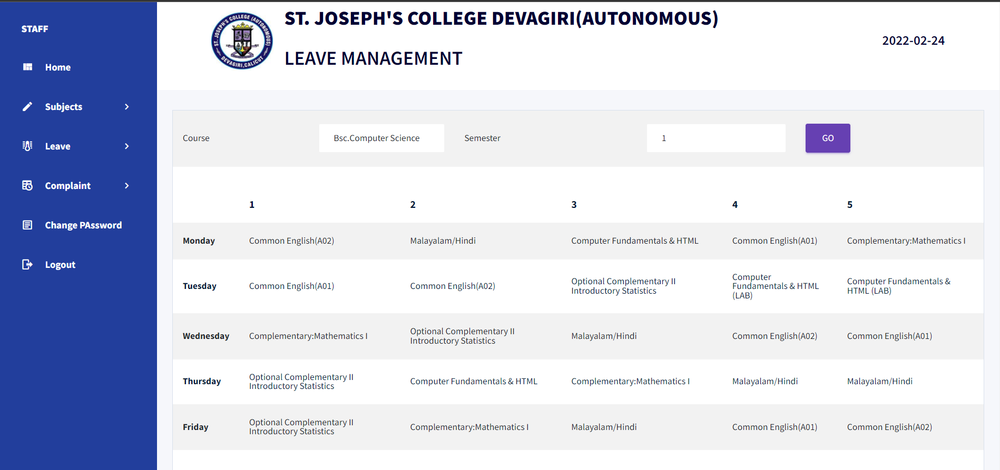 STAFF
Home
Subjects
Leave
Complaint
Change PAssword
Logout
ST. JOSEPH'S COLLEGE (AUTONOMOUS)
DEVAGIRI, CALICUT
ST. JOSEPH'S COLLEGE DEVAGIRI(AUTONOMOUS)
LEAVE MANAGEMENT
2022-02-24
Course Bsc.Computer Science Semester 1 GO
1 2 3 4 5
Monday Common English(A02) Malayalam/Hindi Computer Fundamentals & HTML Common English(A01) Complementary:Mathematics I
Tuesday Common English(A01) Common English(A02) Optional Complementary II
Introductory Statistics Computer
Fundamentals & HTML
(LAB) Computer Fundamentals &
HTML (LAB)
Wednesday Complementary:Mathematics I Optional Complementary II
Introductory Statistics Malayalam/Hindi Common English(A02) Common English(A01)
Thursday Optional Complementary II
Introductory Statistics Computer Fundamentals & HTML Complementary:Mathematics I Malayalam/Hindi Malayalam/Hindi
Friday Optional Complementary II
Introductory Statistics Complementary:Mathematics I Malayalam/Hindi Common English(A01) Common English(A02)